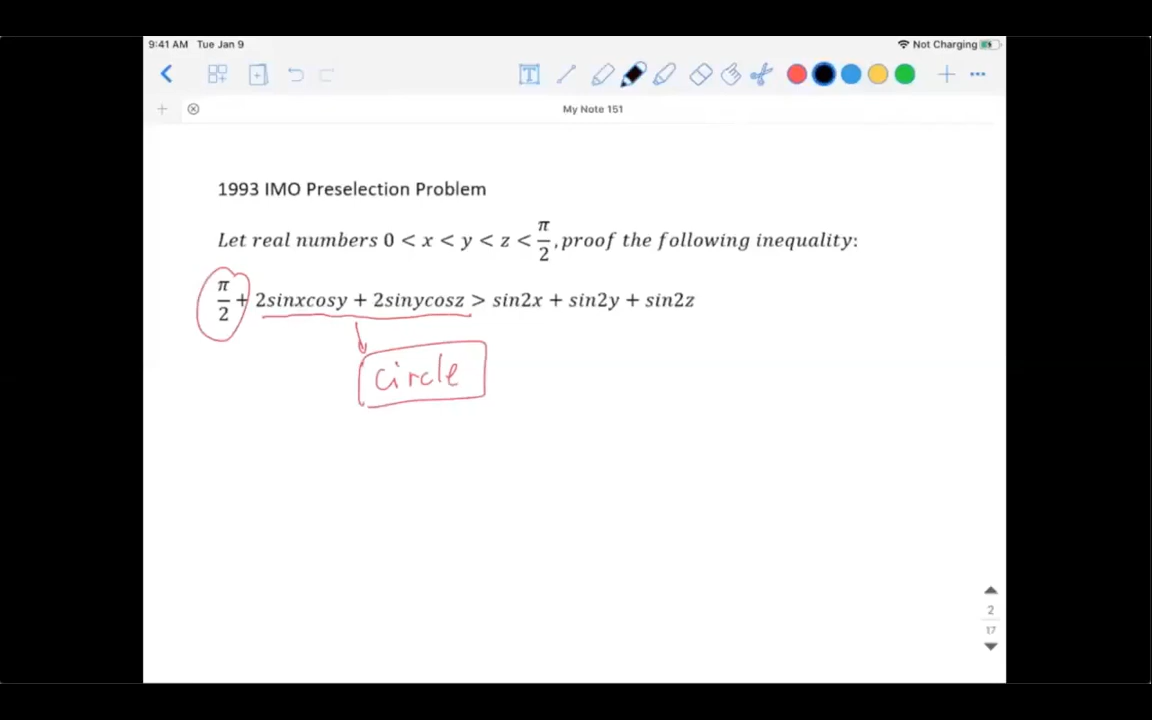 9:41 AM Tue Jan 9 Not Charging
My Note 151
1993 IMO Preselection Problem
Let real numbers 0 < x < y < z < π/2, proof the following inequality:
π/2 + 2sinxcosy + 2sinycosz > sin2x + sin2y + sin2z
circle
2
17